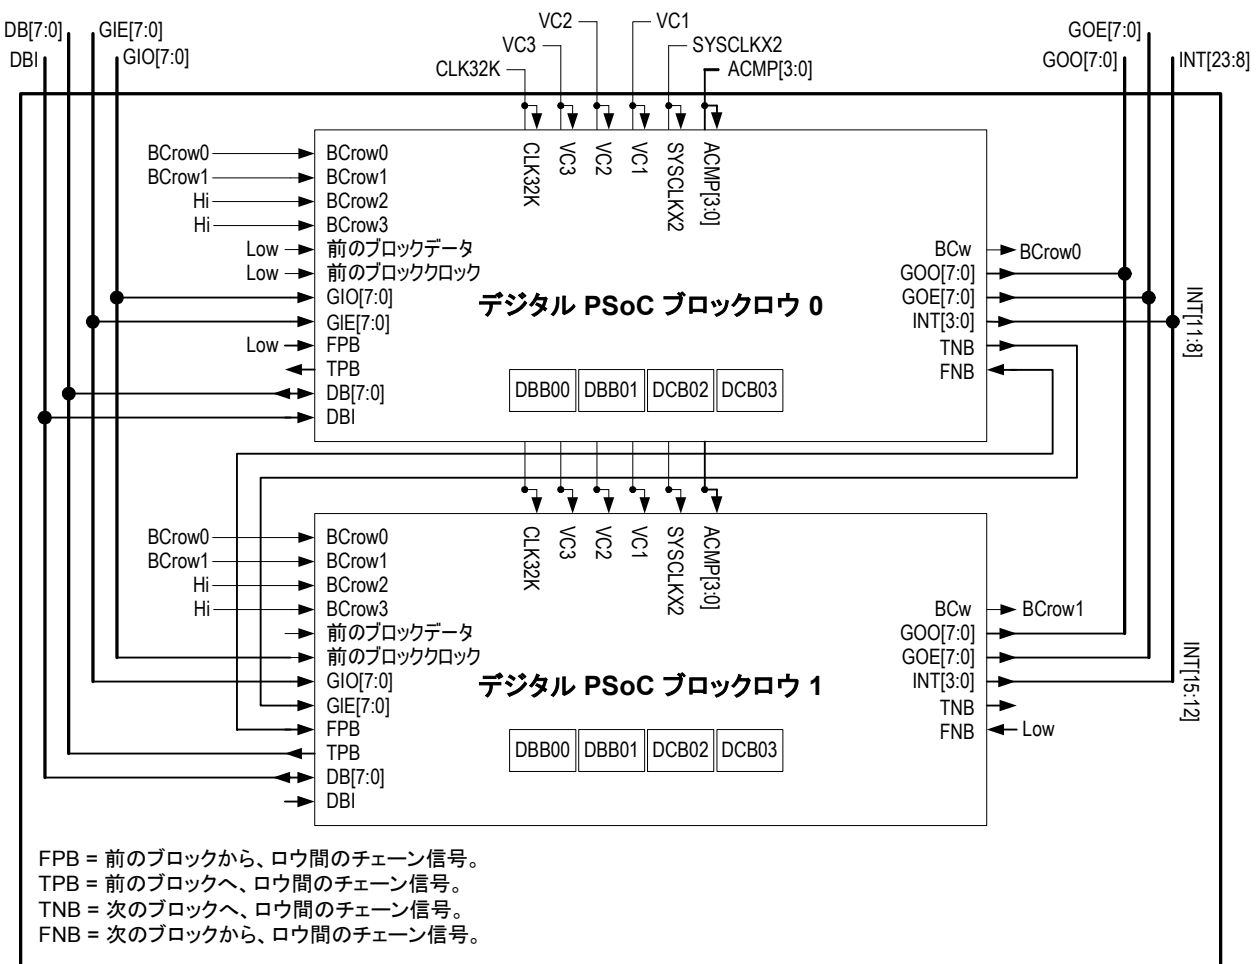 DB[7:0]
GIE[7:0]
DBI
GIO[7:0]
VC2
VC1
VC3
SYSCLKX2
CLK32K
ACMP[3:0]
GOE[7:0]
GOO[7:0]
INT[23:8]
CLK32K
VC3
VC2
VC1
SYSCLKX2
ACMP[3:0]
BCrow0 BCrow0
BCrow1 BCrow1
Hi BCrow2
Hi BCrow3
Low 前のブロックデータ
Low 前のブロッククロック
GIO[7:0]
GIE[7:0]
Low FPB
TPB
DB[7:0]
DBI
デジタル PSoC ブロックロウ 0
DBB00 DBB01 DCB02 DCB03
BCw BCrow0
GOO[7:0]
GOE[7:0]
INT[3:0]
TNB
FNB
INT[11:8]
CLK32K
VC3
VC2
VC1
SYSCLKX2
ACMP[3:0]
BCrow0 BCrow0
BCrow1 BCrow1
Hi BCrow2
Hi BCrow3
前のブロックデータ
前のブロッククロック
GIO[7:0]
GIE[7:0]
FPB
TPB
DB[7:0]
DBI
デジタル PSoC ブロックロウ 1
DBB00 DBB01 DCB02 DCB03
BCw BCrow1
GOO[7:0]
GOE[7:0]
INT[3:0]
TNB
FNB Low
INT[15:12]
FPB = 前のブロックから、ロウ間のチェーン信号。
TPB = 前のブロックへ、ロウ間のチェーン信号。
TNB = 次のブロックへ、ロウ間のチェーン信号。
FNB = 次のブロックから、ロウ間のチェーン信号。